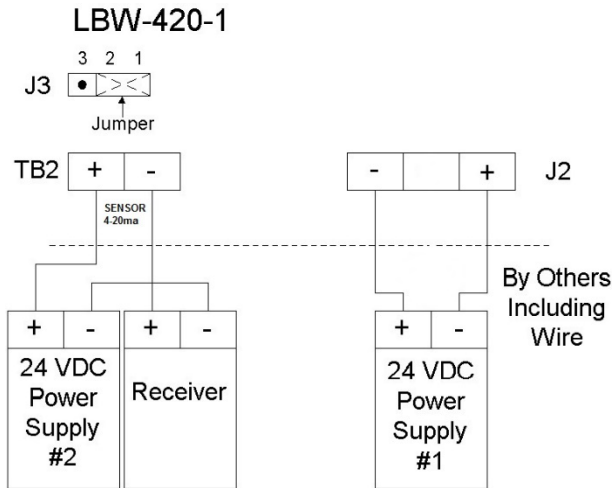 LBW-420-1
3 2 1
J3
Jumper
TB2 + - - + J2
SENSOR
4-20ma
By Others
Including
Wire
+ - + - + -
24 VDC
Power
Supply
#2
Receiver
24 VDC
Power
Supply
#1